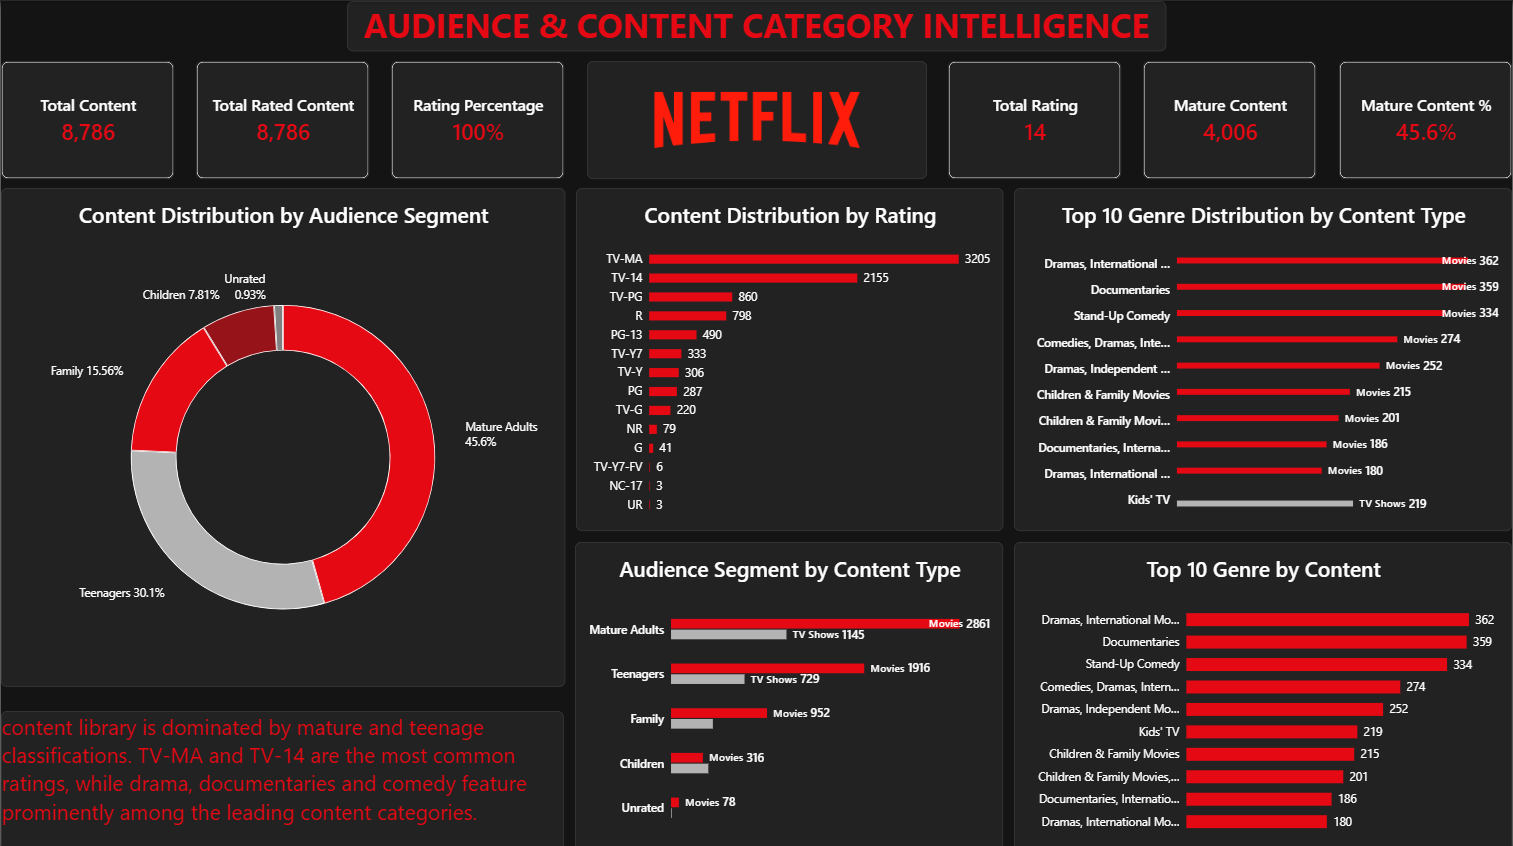 AUDIENCE & CONTENT CATEGORY INTELLIGENCE
Total Content
8,786
Total Rated Content
8,786
Rating Percentage
100%
NETFLIX
Total Rating
14
Mature Content
4,006
Mature Content %
45.6%
Content Distribution by Audience Segment
Unrated
0.93%
Children 7.81%
Family 15.56%
Mature Adults
45.6%
Teenagers 30.1%
content library is dominated by mature and teenage
classifications. TV-MA and TV-14 are the most common
ratings, while drama, documentaries and comedy feature
prominently among the leading content categories.
Content Distribution by Rating
TV-MA 3205
TV-14 2155
TV-PG 860
R 798
PG-13 490
TV-Y7 333
TV-Y 306
PG 287
TV-G 220
NR 79
G 41
TV-Y7-FV 6
NC-17 3
UR 3
Audience Segment by Content Type
Mature Adults Movies 2861
TV Shows 1145
Teenagers Movies 1916
TV Shows 729
Family Movies 952
Children Movies 316
Unrated Movies 78
Top 10 Genre Distribution by Content Type
Dramas, International ... Movies 362
Documentaries Movies 359
Stand-Up Comedy Movies 334
Comedies, Dramas, Inte... Movies 274
Dramas, Independent ... Movies 252
Children & Family Movies Movies 215
Children & Family Movi... Movies 201
Documentaries, Interna... Movies 186
Dramas, International ... Movies 180
Kids' TV TV Shows 219
Top 10 Genre by Content
Dramas, International Mo... 362
Documentaries 359
Stand-Up Comedy 334
Comedies, Dramas, Intern... 274
Dramas, Independent Mo... 252
Kids' TV 219
Children & Family Movies 215
Children & Family Movies,... 201
Documentaries, Internatio... 186
Dramas, International Mo... 180